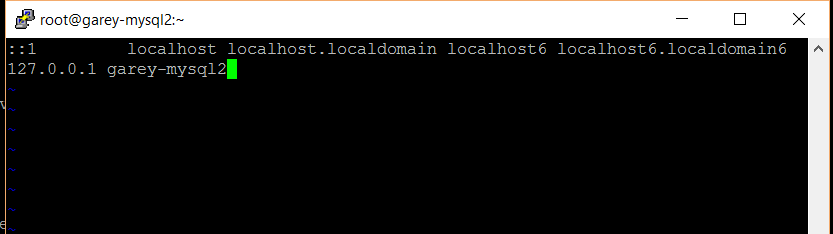 root@garey-mysql2:~
::1         localhost localhost.localdomain localhost6 localhost6.localdomain6
127.0.0.1 garey-mysql2
~
~
~
~
~
~
~
~